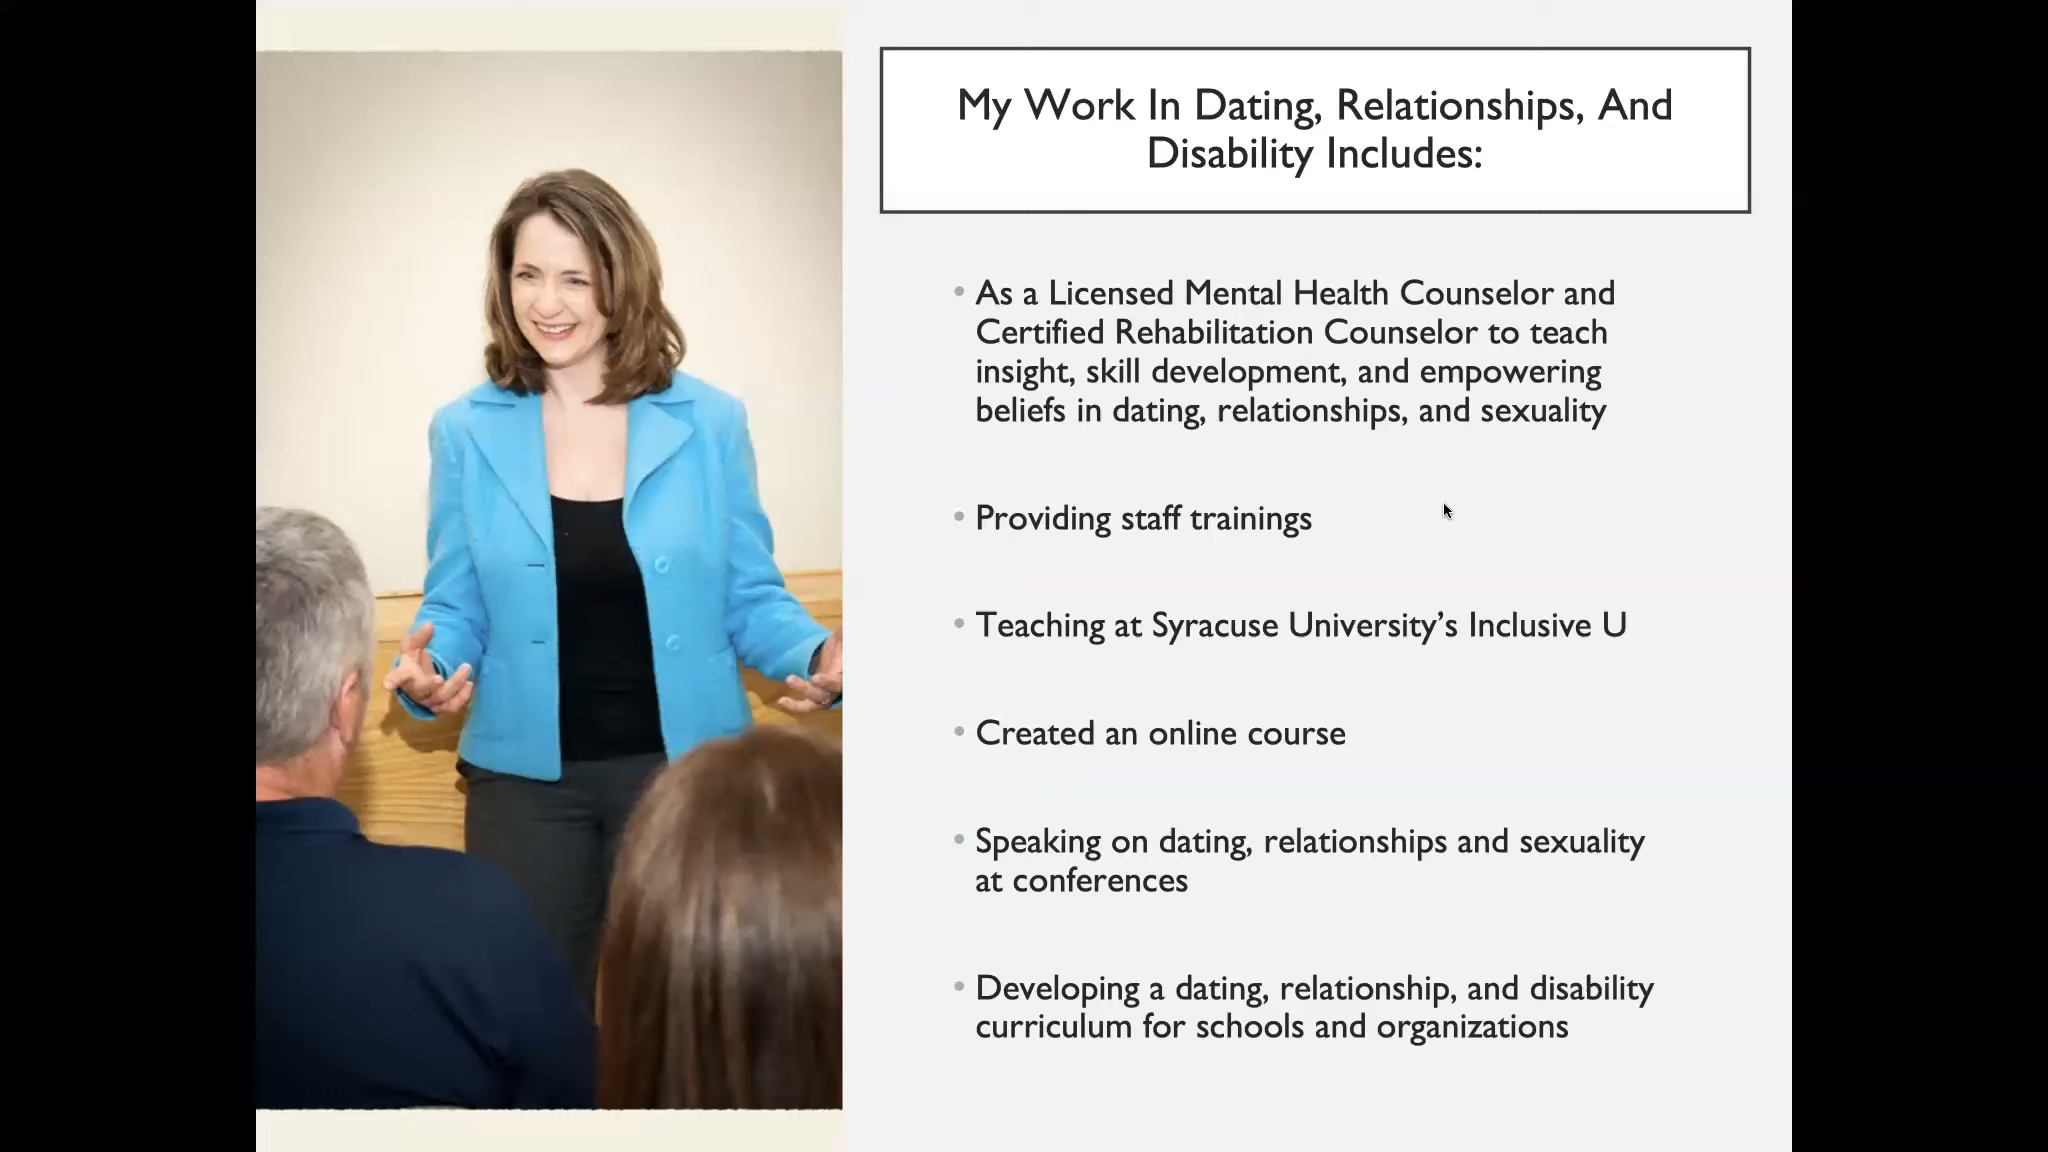 My Work In Dating, Relationships, And
Disability Includes:
• As a Licensed Mental Health Counselor and
Certified Rehabilitation Counselor to teach
insight, skill development, and empowering
beliefs in dating, relationships, and sexuality
• Providing staff trainings
• Teaching at Syracuse University’s Inclusive U
• Created an online course
• Speaking on dating, relationships and sexuality
at conferences
• Developing a dating, relationship, and disability
curriculum for schools and organizations